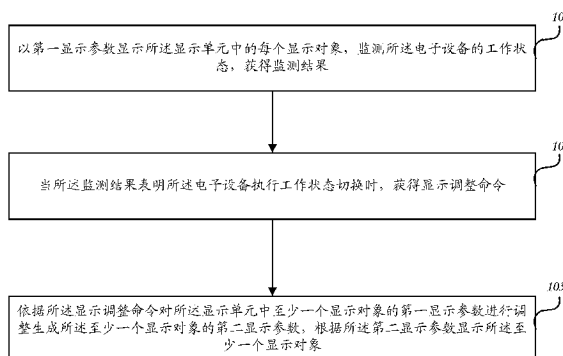 以第一显示参数显示所述显示单元中的每个显示对象，监测所述电子设备的工作状
态，获得监测结果
当所述监测结果表明所述电子设备执行工作状态切换时，获得显示调整命令
103
依据所述显示调整命令对所述显示单元中至少一个显示对象的第一显示参数进行调
整生成所述至少一个显示对象的第二显示参数，根据所述第二显示参数显示所述至
少一个显示对象